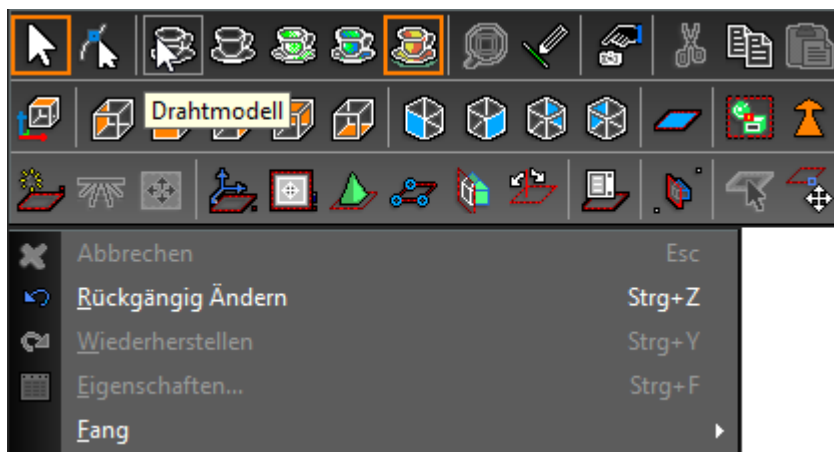 Drahtmodell
Abbrechen Esc
Rückgängig Ändern Strg+Z
Wiederherstellen Strg+Y
Eigenschaften... Strg+F
Fang